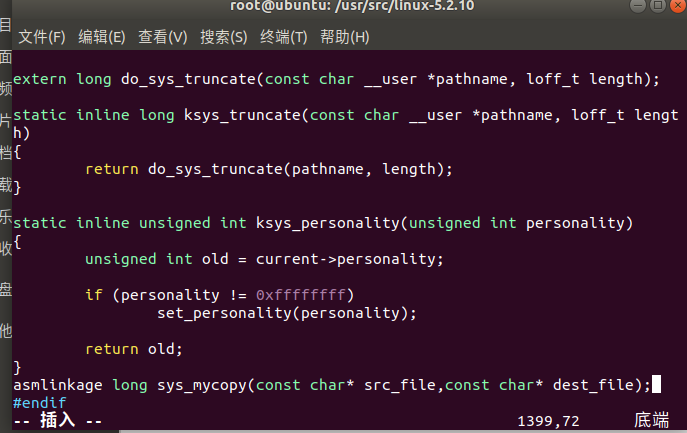 root@ubuntu: /usr/src/linux-5.2.10
文件(F) 编辑(E) 查看(V) 搜索(S) 终端(T) 帮助(H)
目
面
频
片
档
载
乐
收
盘
他
extern long do_sys_truncate(const char __user *pathname, loff_t length);
static inline long ksys_truncate(const char __user *pathname, loff_t lengt
h)
{
        return do_sys_truncate(pathname, length);
}
static inline unsigned int ksys_personality(unsigned int personality)
{
        unsigned int old = current->personality;
        if (personality != 0xffffffff)
                set_personality(personality);
        return old;
}
asmlinkage long sys_mycopy(const char* src_file,const char* dest_file);
#endif
-- 插入 -- 1399,72 底端